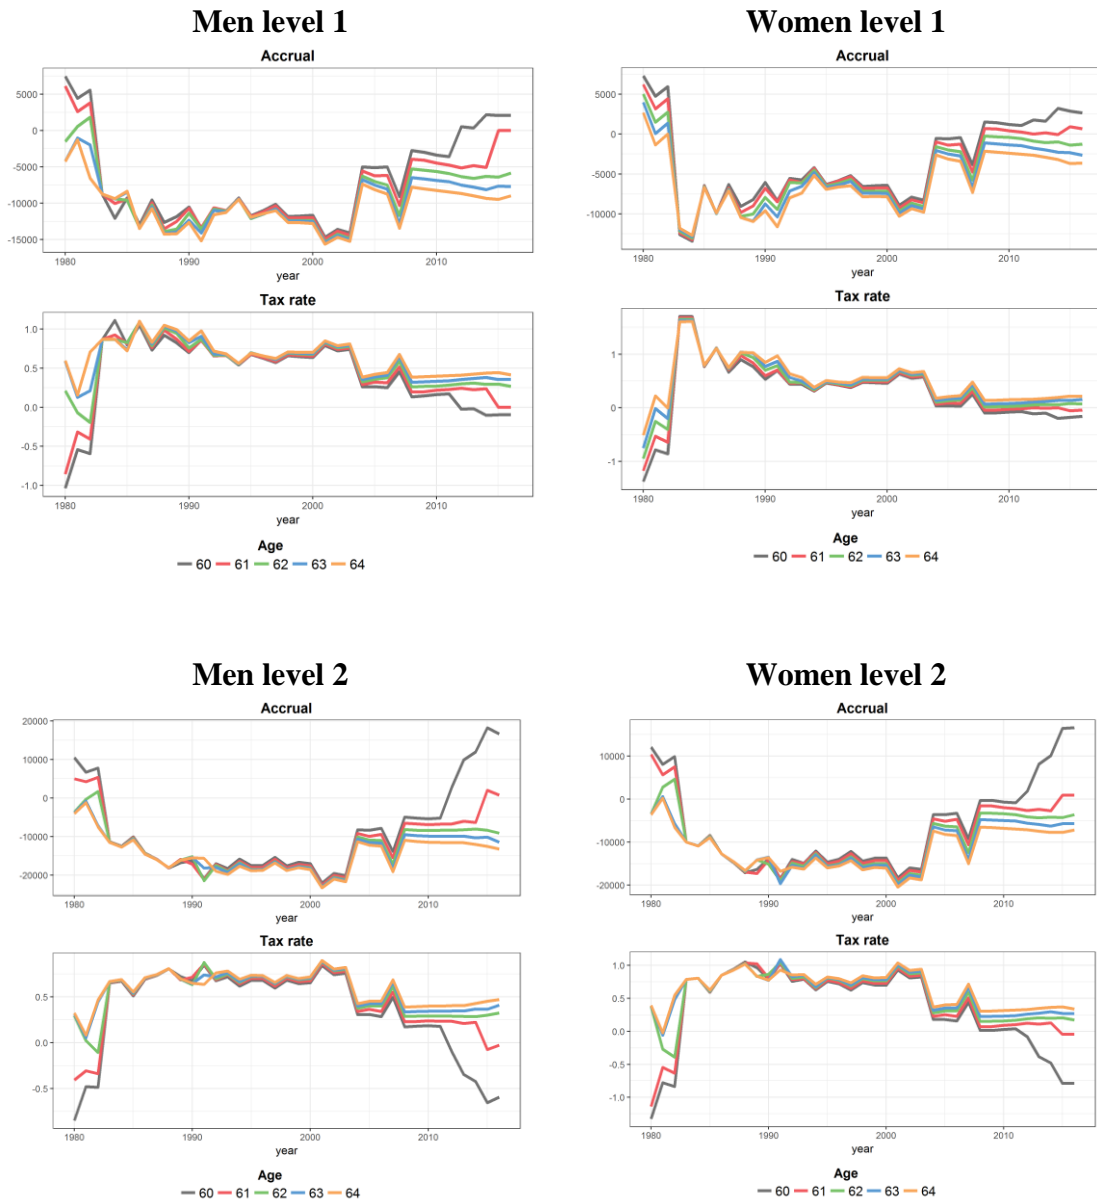 Men level 1
Accrual
5000
0
-5000
-10000
-15000
1980
1990
2000
2010
year
Tax rate
1.0
0.5
0.0
-0.5
-1.0
1980
1990
2000
2010
year
Age
60 61 62 63 64
Women level 1
Accrual
5000
0
-5000
-10000
1980
1990
2000
2010
year
Tax rate
1
0
-1
1980
1990
2000
2010
year
Age
60 61 62 63 64
Men level 2
Accrual
20000
10000
0
-10000
-20000
1980
1990
2000
2010
year
Tax rate
0.5
0.0
-0.5
1980
1990
2000
2010
year
Age
60 61 62 63 64
Women level 2
Accrual
10000
0
-10000
-20000
1980
1990
2000
2010
year
Tax rate
1.0
0.5
0.0
-0.5
-1.0
1980
1990
2000
2010
year
Age
60 61 62 63 64